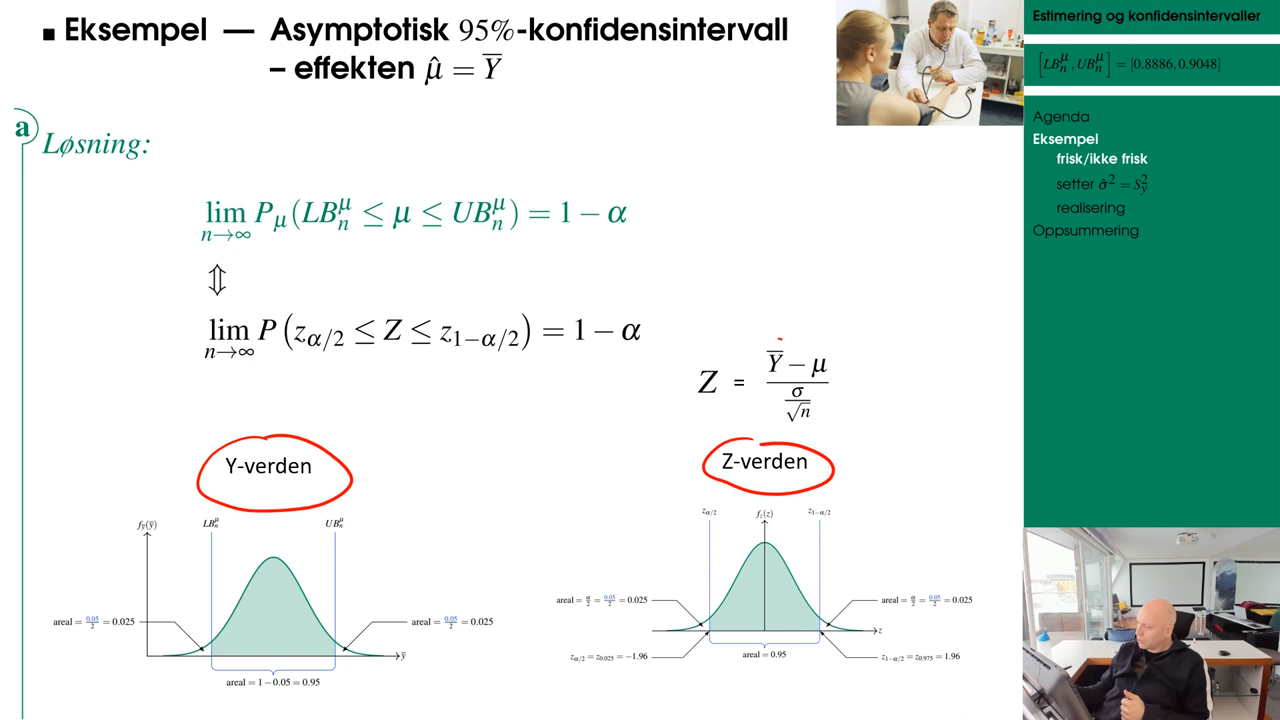 ▪ Eksempel — Asymptotisk 95%-konfidensintervall
– effekten μ̂ = Y̅
a
Løsning:
lim n→∞ P_μ(LB_n^μ ≤ μ ≤ UB_n^μ) = 1 − α
⇕
lim n→∞ P(z_{α/2} ≤ Z ≤ z_{1−α/2}) = 1 − α
Z = (Y̅ − μ) / (σ/√n)
Y-verden
f_y̅(y̅)
LB_n^μ
UB_n^μ
areal = 0.05/2 = 0.025
areal = 0.05/2 = 0.025
y̅
areal = 1 − 0.05 = 0.95
Z-verden
z_{α/2}
f_z(z)
z_{1−α/2}
areal = α/2 = 0.05/2 = 0.025
areal = α/2 = 0.05/2 = 0.025
z
z_{α/2} = z_{0.025} = −1.96
areal = 0.95
z_{1−α/2} = z_{0.975} = 1.96
Estimering og konfidensintervaller
[LB_n^μ, UB_n^μ] = [0.8886, 0.9048]
Agenda
Eksempel
frisk/ikke frisk
setter σ̂² = S_y²
realisering
Oppsummering